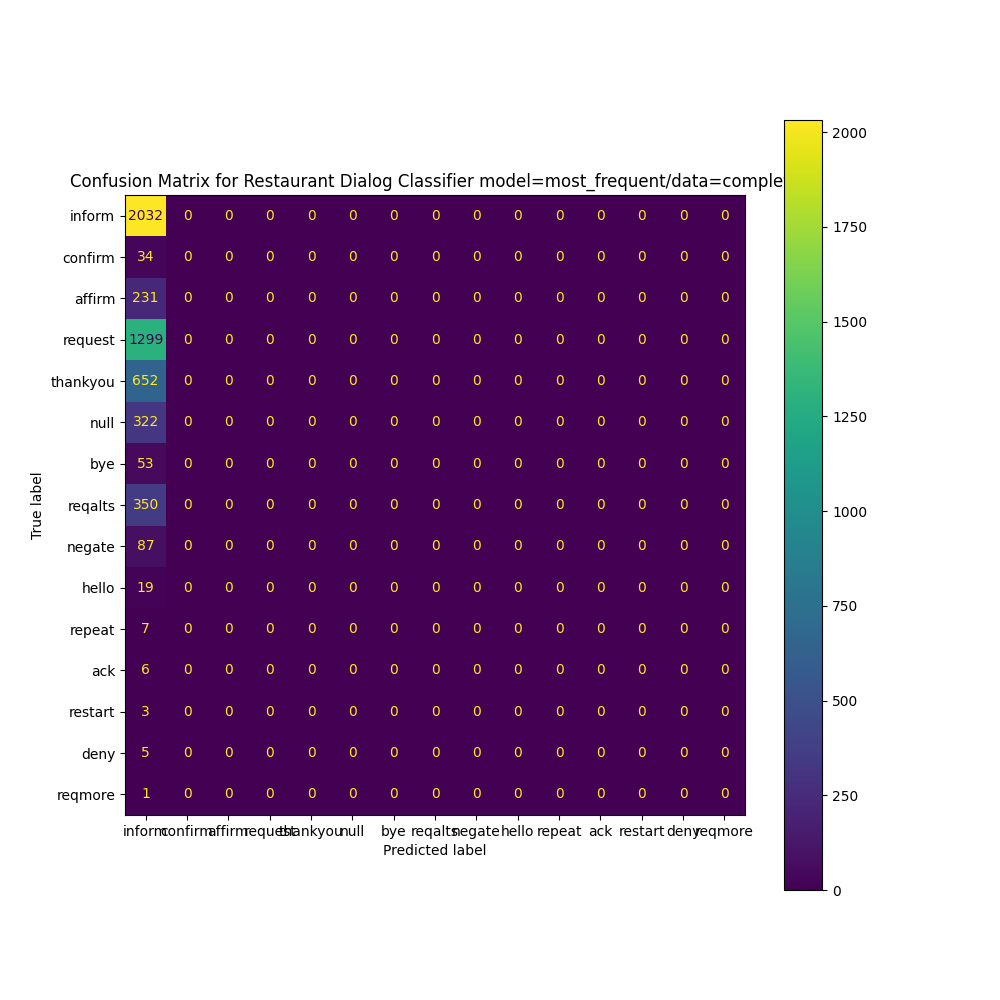 Confusion Matrix for Restaurant Dialog Classifier model=most_frequent/data=comple
inform 2032 0 0 0 0 0 0 0 0 0 0 0 0 0 0
confirm 34 0 0 0 0 0 0 0 0 0 0 0 0 0 0
affirm 231 0 0 0 0 0 0 0 0 0 0 0 0 0 0
request 1299 0 0 0 0 0 0 0 0 0 0 0 0 0 0
thankyou 652 0 0 0 0 0 0 0 0 0 0 0 0 0 0
null 322 0 0 0 0 0 0 0 0 0 0 0 0 0 0
bye 53 0 0 0 0 0 0 0 0 0 0 0 0 0 0
reqalts 350 0 0 0 0 0 0 0 0 0 0 0 0 0 0
negate 87 0 0 0 0 0 0 0 0 0 0 0 0 0 0
hello 19 0 0 0 0 0 0 0 0 0 0 0 0 0 0
repeat 7 0 0 0 0 0 0 0 0 0 0 0 0 0 0
ack 6 0 0 0 0 0 0 0 0 0 0 0 0 0 0
restart 3 0 0 0 0 0 0 0 0 0 0 0 0 0 0
deny 5 0 0 0 0 0 0 0 0 0 0 0 0 0 0
reqmore 1 0 0 0 0 0 0 0 0 0 0 0 0 0 0
inform confirm affirm request thankyou null bye reqalts negate hello repeat ack restart deny reqmore
Predicted label
True label
2000
1750
1500
1250
1000
750
500
250
0